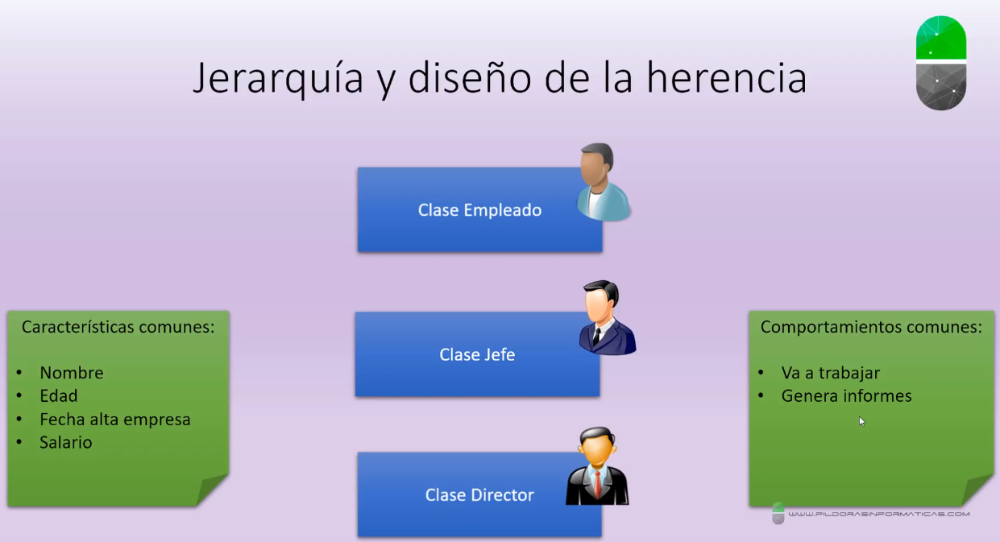 Jerarquía y diseño de la herencia
Clase Empleado
Clase Jefe
Clase Director
Características comunes:
• Nombre
• Edad
• Fecha alta empresa
• Salario
Comportamientos comunes:
• Va a trabajar
• Genera informes
WWW.PILDORASINFORMATICAS.COM